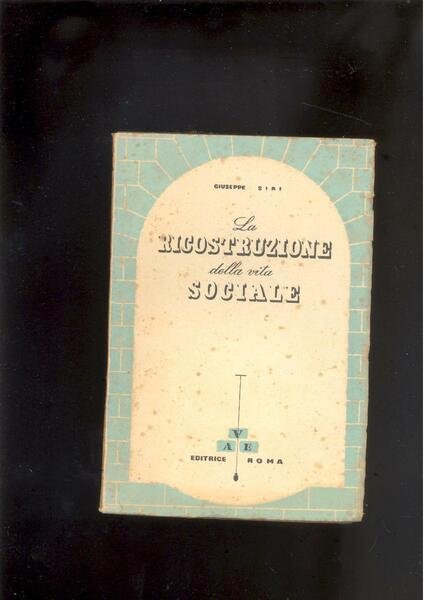 GIUSEPPE SIRI
La
RICOSTRUZIONE
della vita
SOCIALE
V
A E
EDITRICE ROMA